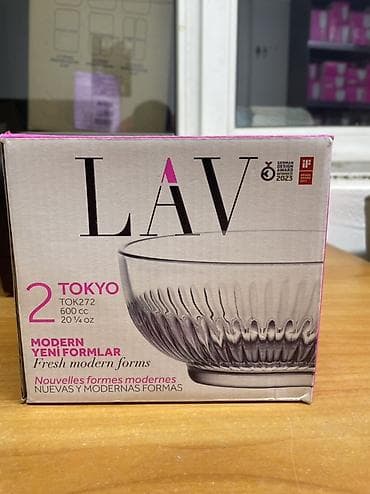 LAV
GERMAN
DESIGN
AWARD
WINNER
2023
iF
2 TOKYO
TOK272
600 cc
20 ¼ oz
MODERN
YENİ FORMLAR
Fresh modern forms
Nouvelles formes modernes
NUEVAS Y MODERNAS FORMAS